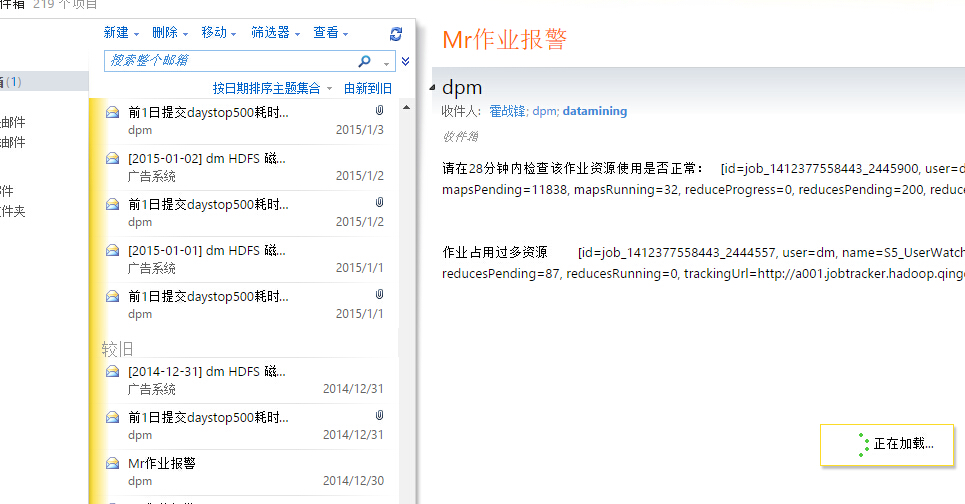 件箱 219 个项目
新建 删除 移动 筛选器 查看
搜索整个邮箱
箱 (1)
按日期排序主题集合 由新到旧
邮件
邮件
邮件
文件夹
前1日提交daystop500耗时...
dpm 2015/1/3
[2015-01-02] dm HDFS 磁...
广告系统 2015/1/2
前1日提交daystop500耗时...
dpm 2015/1/2
[2015-01-01] dm HDFS 磁...
广告系统 2015/1/1
前1日提交daystop500耗时...
dpm 2015/1/1
较旧
[2014-12-31] dm HDFS 磁...
广告系统 2014/12/31
前1日提交daystop500耗时...
dpm 2014/12/31
Mr作业报警
dpm 2014/12/30
Mr作业报警
dpm
收件人: 霍战锋; dpm; datamining
收件箱
请在28分钟内检查该作业资源使用是否正常: [id=job_1412377558443_2445900, user=d
mapsPending=11838, mapsRunning=32, reduceProgress=0, reducesPending=200, reduce
作业占用过多资源 [id=job_1412377558443_2444557, user=dm, name=S5_UserWatch
reducesPending=87, reducesRunning=0, trackingUrl=http://a001.jobtracker.hadoop.qingc
正在加载...